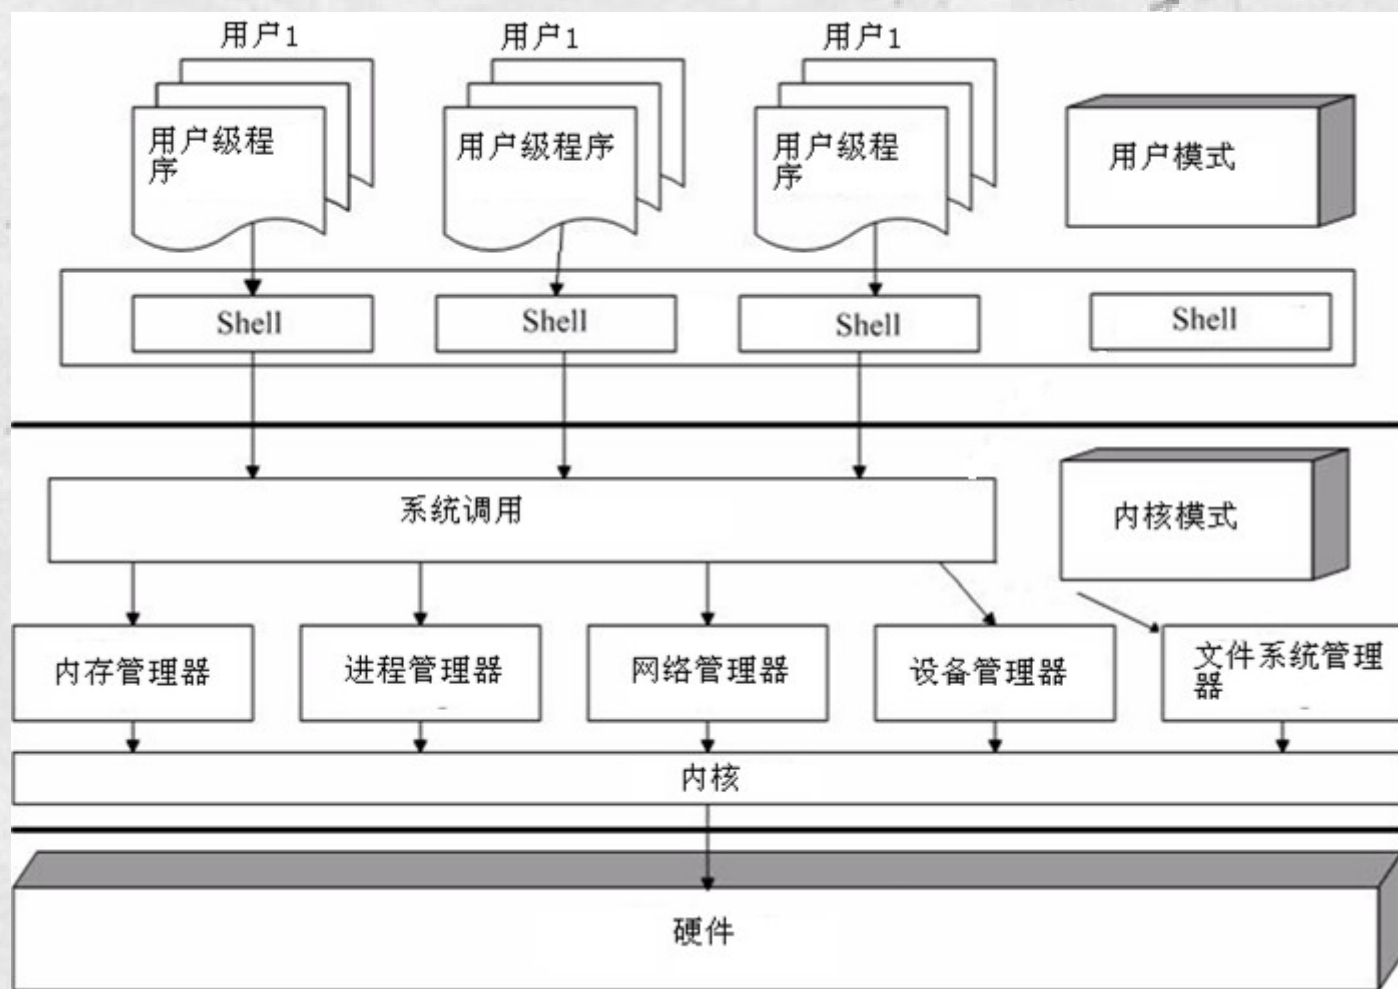 用户1
用户1
用户1
用户级程
序
用户级程序
用户级程
序
用户模式
Shell
Shell
Shell
Shell
系统调用
内核模式
内存管理器
进程管理器
网络管理器
设备管理器
文件系统管理
器
内核
硬件